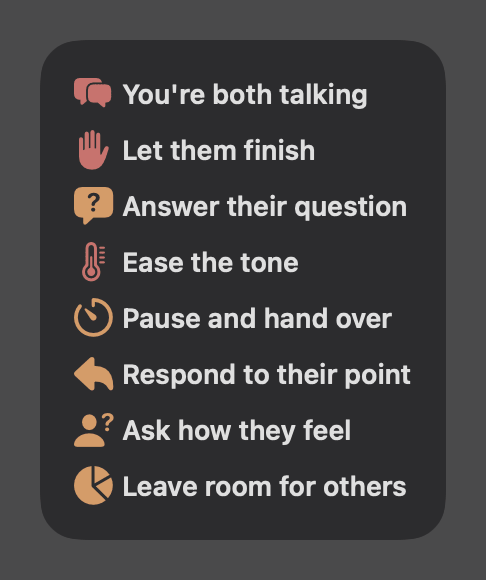 You're both talking
Let them finish
? Answer their question
Ease the tone
Pause and hand over
Respond to their point
? Ask how they feel
Leave room for others